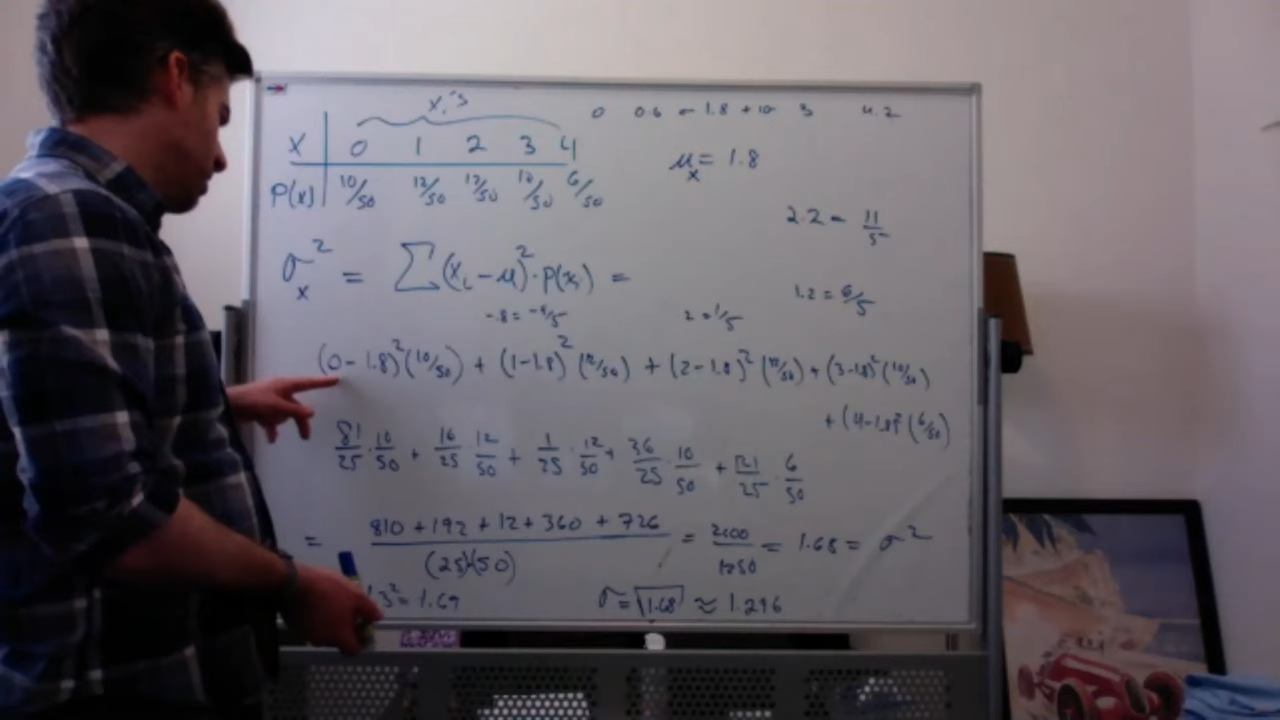 xᵢ's
0 0.6 1.8 + 10 3 4.2
X 0 1 2 3 4
μₓ = 1.8
P(x) 10/50 12/50 12/50 10/50 6/50
2.2 = 11/5
σₓ² = Σ(xᵢ - μ)²·P(xᵢ) =
1.2 = 6/5
-.8 = -4/5 .2 = 1/5
(0 - 1.8)²(10/50) + (1 - 1.8)²(12/50) + (2 - 1.8)²(12/50) + (3 - 1.8)²(10/50)
+ (4 - 1.8)²(6/50)
81/25 · 10/50 + 16/25 · 12/50 + 1/25 · 12/50 + 36/25 · 10/50 + 121/25 · 6/50
= 810 + 192 + 12 + 360 + 726 / (25)(50) = 2100/1250 = 1.68 = σ²
3² = 1.69 σ = √1.68 ≈ 1.296